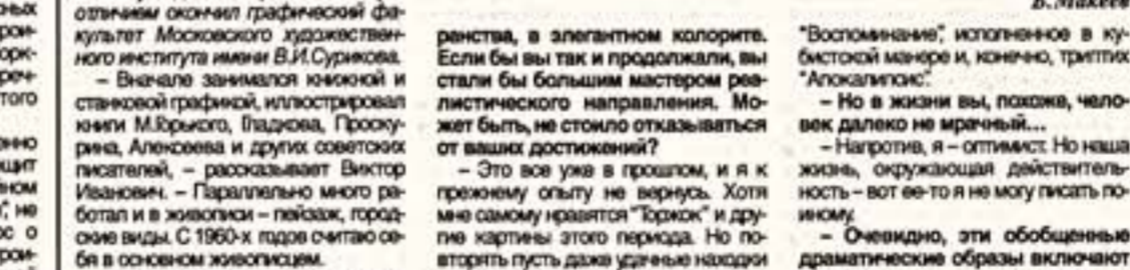 отличием окончил графический фа-
культет Московского художествен-
ного института имени В.И.Сурикова.
– Вначале занимался книжной и
станковой графикой, иллюстрировал
книги М.Горького, Гладкова, Проску-
рина, Алексеева и других советских
писателей, – рассказывает Виктор
Иванович. – Параллельно много ра-
ботал и в живописи – пейзаж, город-
ские виды. С 1960-х годов считаю се-
бя в основном живописцем.
ранства, в элегантном колорите.
Если бы вы так и продолжали, вы
стали бы большим мастером реа-
листического направления. Мо-
жет быть, не стоило отказываться
от ваших достижений?
– Это все уже в прошлом, и я к
прежнему опыту не вернусь. Хотя
мне самому нравятся "Торжок" и дру-
гие картины этого периода. Но по-
вторять пусть даже удачные находки
В.Макеев
"Воспоминание", исполненное в ку-
бистской манере и, конечно, триптих
"Апокалипсис".
– Но в жизни вы, похоже, чело-
век далеко не мрачный...
– Напротив, я – оптимист. Но наша
жизнь, окружающая действитель-
ность – вот ее-то я не могу писать по-
иному.
– Очевидно, эти обобщенные
драматические образы включают